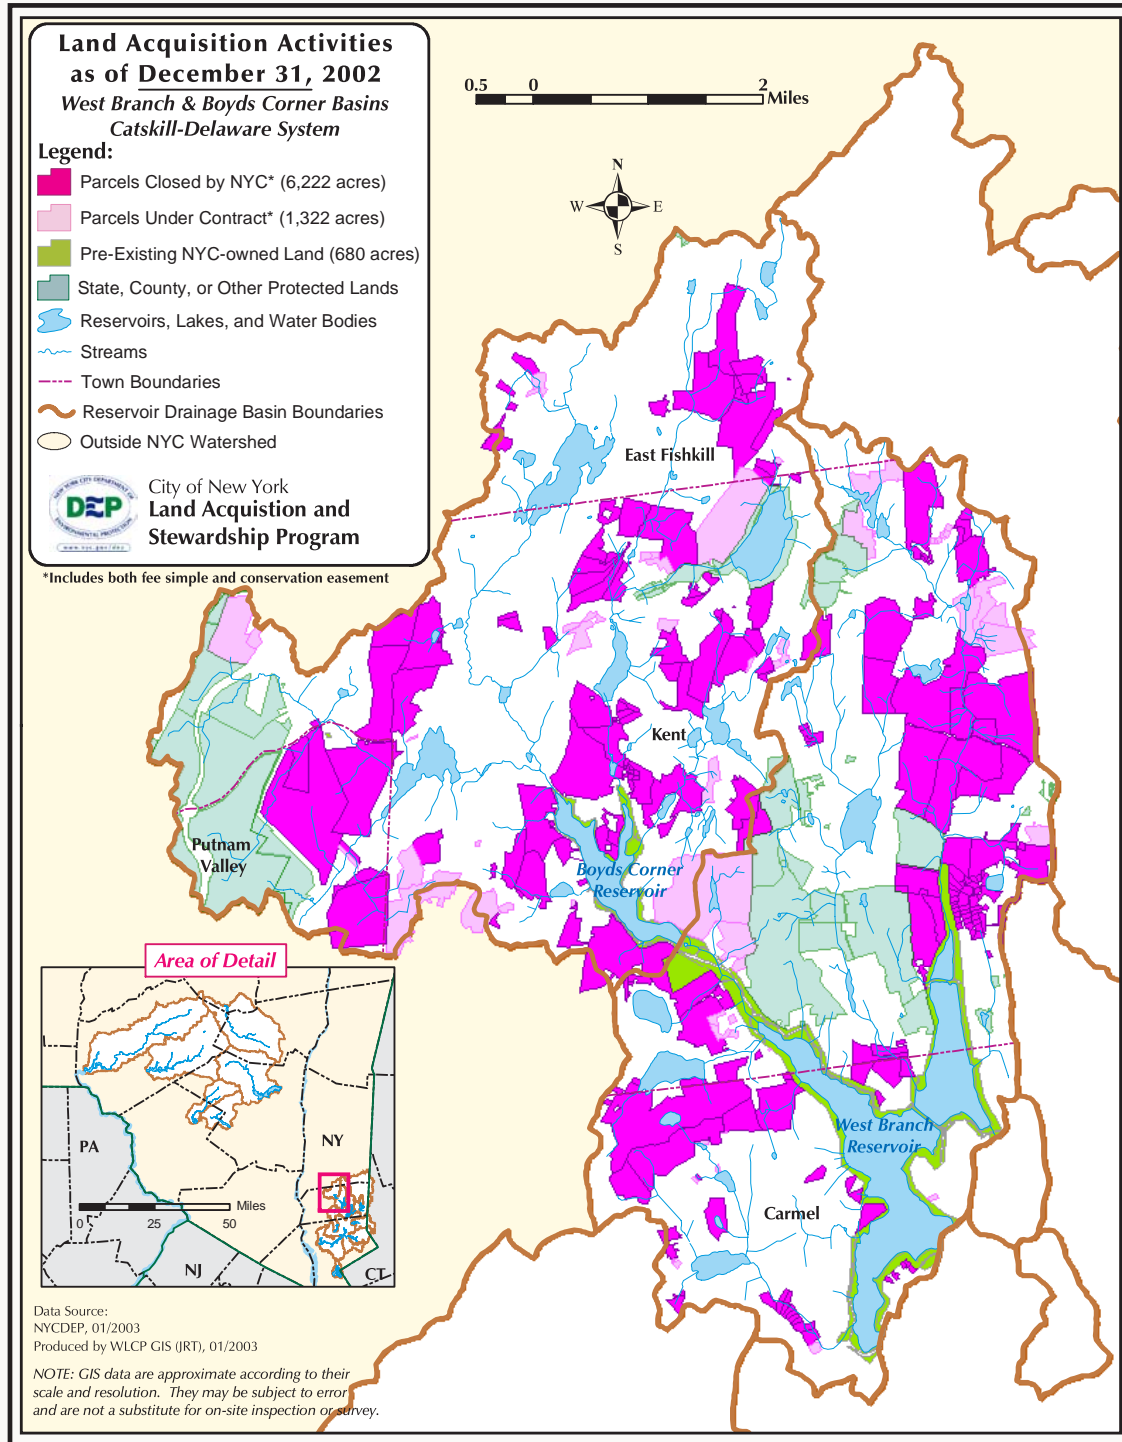 Land Acquisition Activities
as of December 31, 2002
West Branch & Boyds Corner Basins
Catskill-Delaware System
Legend:
Parcels Closed by NYC* (6,222 acres)
Parcels Under Contract* (1,322 acres)
Pre-Existing NYC-owned Land (680 acres)
State, County, or Other Protected Lands
Reservoirs, Lakes, and Water Bodies
Streams
Town Boundaries
Reservoir Drainage Basin Boundaries
Outside NYC Watershed
DEP
www.nyc.gov/dep
City of New York
Land Acquistion and
Stewardship Program
*Includes both fee simple and conservation easement
0.5 0 2
Miles
N
W E
S
East Fishkill
Kent
Putnam
Valley
Boyds Corner
Reservoir
West Branch
Reservoir
Carmel
Area of Detail
PA
NY
NJ
CT
Miles
0 25 50
Data Source:
NYCDEP, 01/2003
Produced by WLCP GIS (JRT), 01/2003
NOTE: GIS data are approximate according to their
scale and resolution. They may be subject to error
and are not a substitute for on-site inspection or survey.